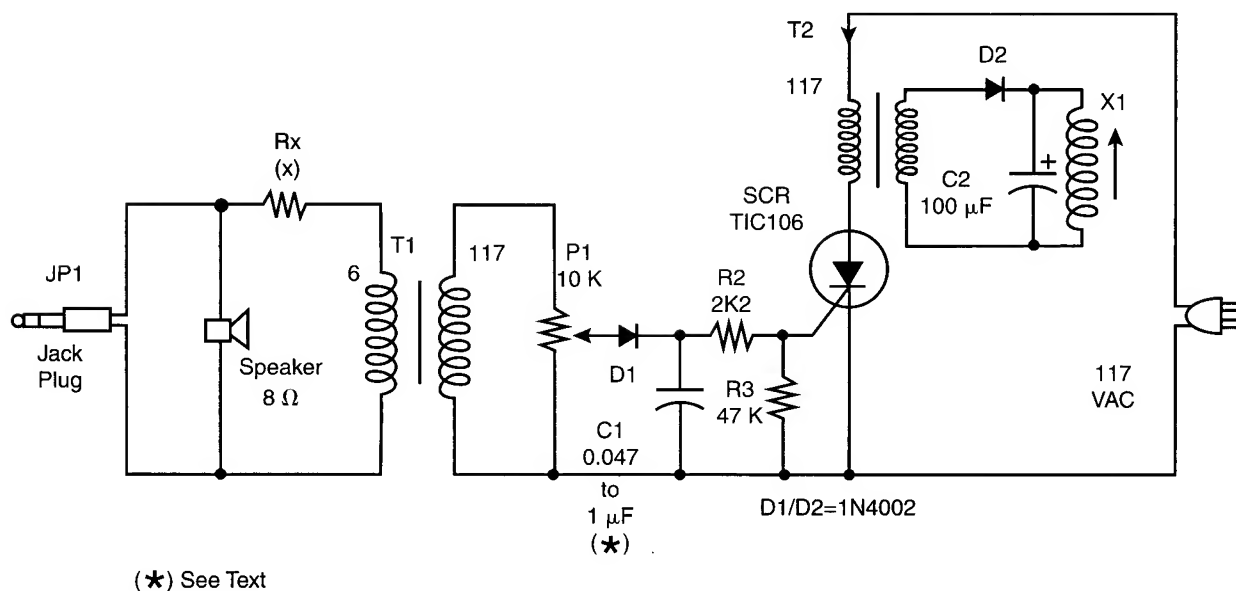 T2
D2
117
X1
Rx
(x)
SCR
TIC106
C2
100 µF
+
T1
JP1
6
117
P1
10 K
R2
2K2
Jack
Plug
Speaker
8 Ω
D1
R3
47 K
117
VAC
C1
0.047
to
1 µF
(★)
D1/D2=1N4002
(★) See Text